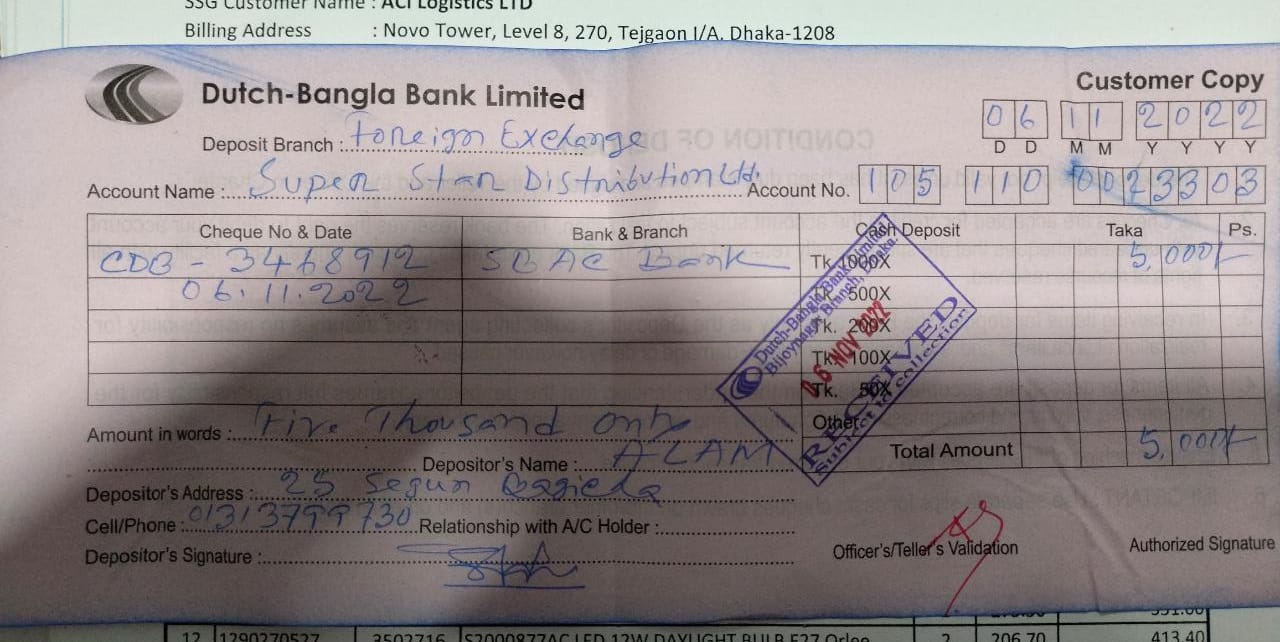 SSG Customer Name : ACI Logistics LTD
Billing Address : Novo Tower, Level 8, 270, Tejgaon I/A. Dhaka-1208
Dutch-Bangla Bank Limited
Customer Copy
06 11 2022
D D M M Y Y Y Y
Deposit Branch : Foreign Exchange
Account Name : Super Star Distribution Ltd. Account No. 105 110 0023303
Cheque No & Date Bank & Branch Cash Deposit Taka Ps.
CDB - 3468912 SBAC Bank Tk.1000X 5,000/-
06.11.2022 Tk. 500X
Tk. 200X
Tk. 100X
Tk. 50X
Other
Dutch-Bangla Bank Limited
Bijoynagar Branch, Dhaka.
06 NOV 2022
RECEIVED
Subject to collection
Amount in words : Five Thousand only
Total Amount 5,000/-
Depositor's Name : ALAM
Depositor's Address : 25 Segun Bagicha
Cell/Phone : 01313799730 Relationship with A/C Holder :
Depositor's Signature :
Officer's/Teller's Validation
Authorized Signature
12 1290270527 3502716 S2000877AC LED 12W DAYLIGHT BULB E27 2 206.70 413.40